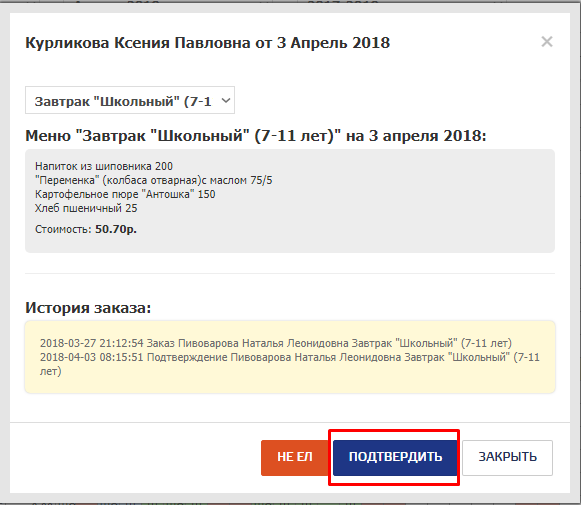 Курликова Ксения Павловна от 3 Апрель 2018
×
Завтрак "Школьный" (7-1
Меню "Завтрак "Школьный" (7-11 лет)" на 3 апреля 2018:
Напиток из шиповника 200
"Переменка" (колбаса отварная)с маслом 75/5
Картофельное пюре "Антошка" 150
Хлеб пшеничный 25
Стоимость: 50.70р.
История заказа:
2018-03-27 21:12:54 Заказ Пивоварова Наталья Леонидовна Завтрак "Школьный" (7-11 лет)
2018-04-03 08:15:51 Подтверждение Пивоварова Наталья Леонидовна Завтрак "Школьный" (7-11
лет)
НЕ ЕЛ ПОДТВЕРДИТЬ ЗАКРЫТЬ